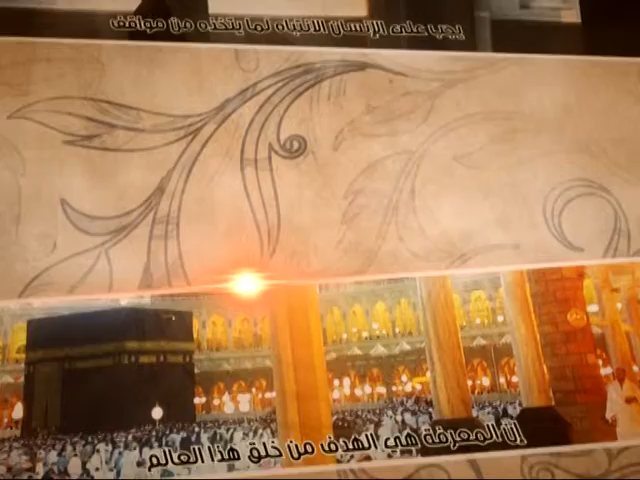 يجب على الإنسان الانتباه لما يتخذه من مواقف
إن المعرفة هي الهدف من خلق هذا العالم